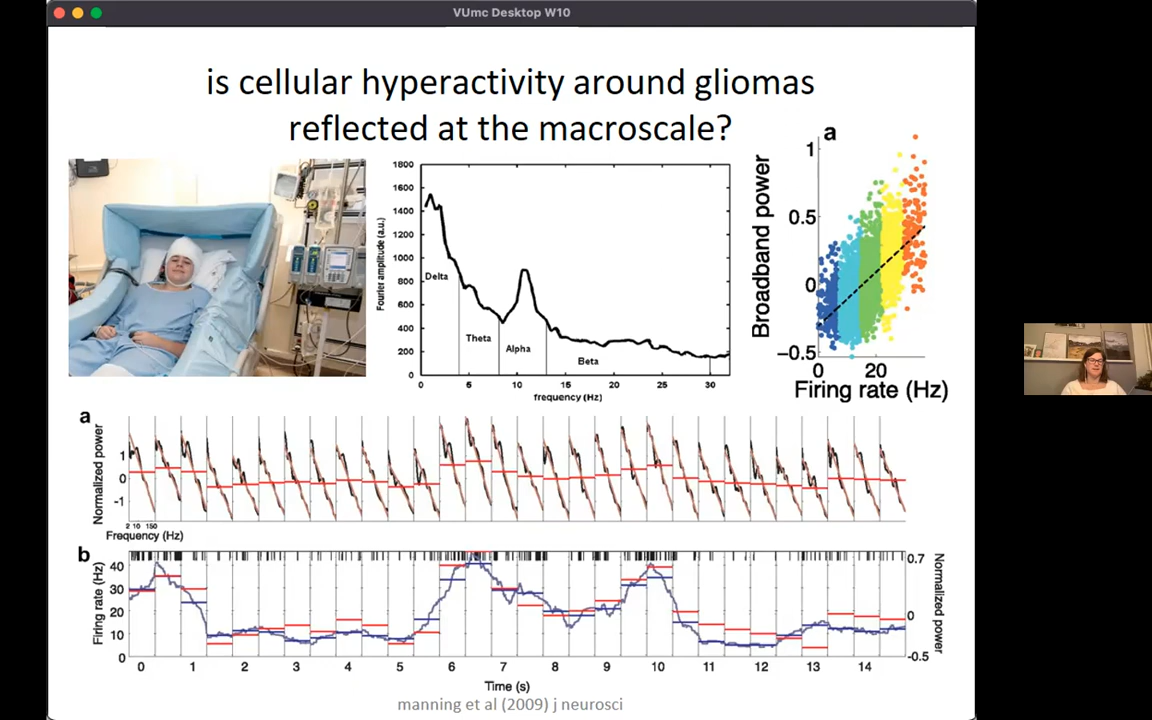 VUmc Desktop W10
is cellular hyperactivity around gliomas
reflected at the macroscale?
1800
1600
1400
1200
1000
800
600
400
200
0
Fourier amplitude (a.u.)
Delta
Theta
Alpha
Beta
0 5 10 15 20 25 30
frequency (Hz)
a
Broadband power
1
0.5
0
−0.5
0 20
Firing rate (Hz)
a
Normalized power
1
0
-1
2 10 150
Frequency (Hz)
b
Firing rate (Hz)
40
30
20
10
0
0.7
0
-0.5
Normalized power
0 1 2 3 4 5 6 7 8 9 10 11 12 13 14
Time (s)
manning et al (2009) j neurosci